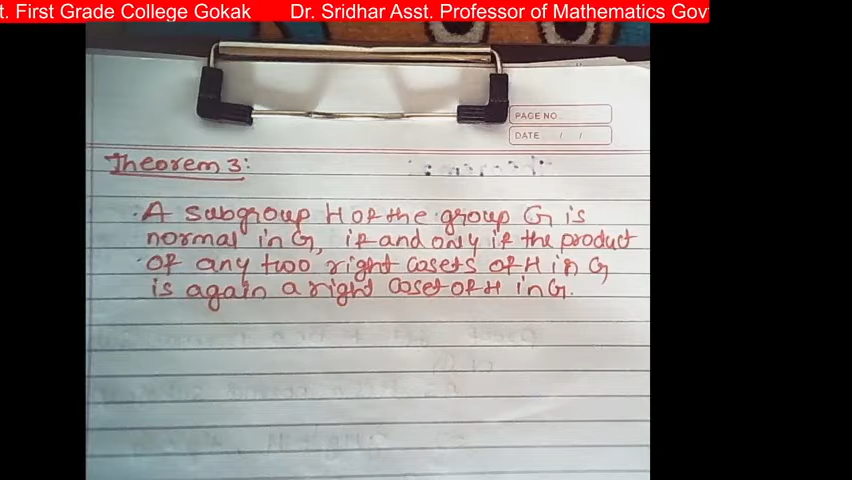 t. First Grade College Gokak Dr. Sridhar Asst. Professor of Mathematics Gov
PAGE NO
DATE / /
Theorem 3:
A subgroup H of the group G is
normal in G, if and only if the product
of any two right cosets of H in G
is again a right coset of H in G.